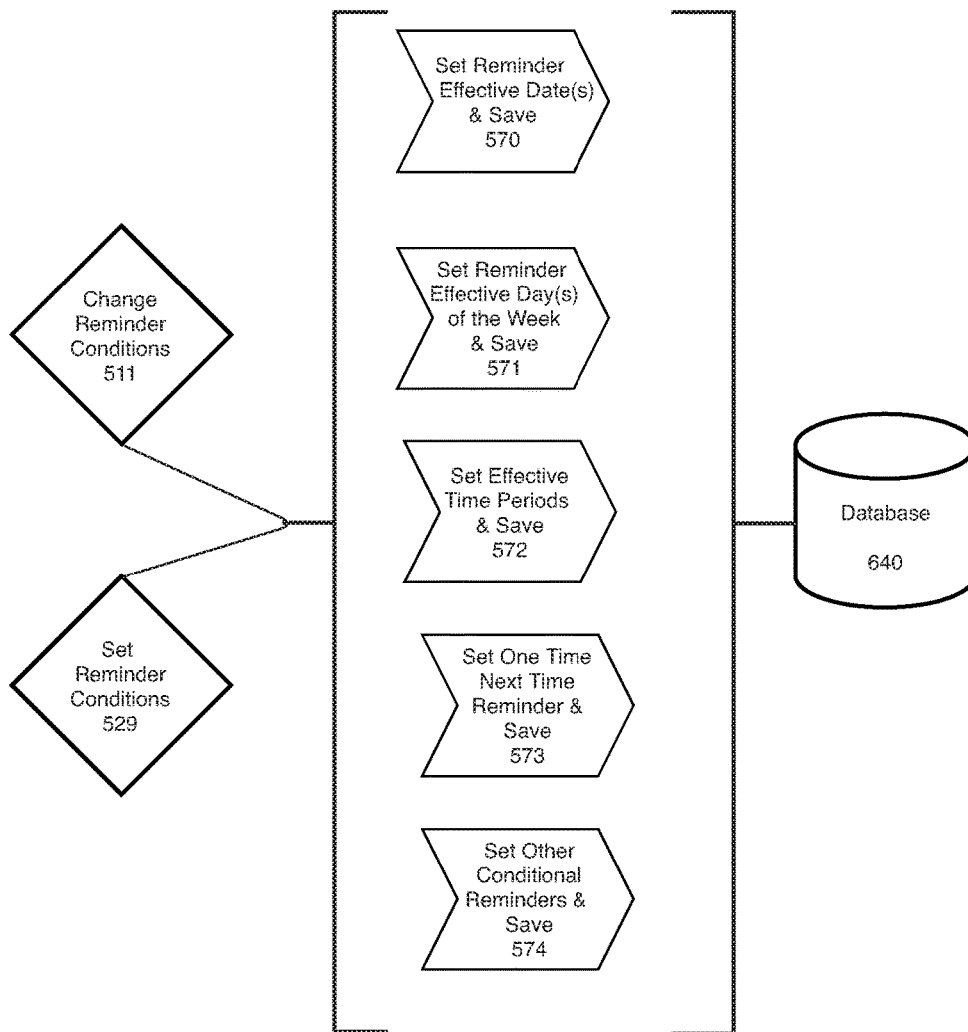 Change
Reminder
Conditions
511
Set
Reminder
Conditions
529
Set Reminder
Effective Date(s)
& Save
570
Set Reminder
Effective Day(s)
of the Week
& Save
571
Set Effective
Time Periods
& Save
572
Set One Time
Next Time
Reminder &
Save
573
Set Other
Conditional
Reminders &
Save
574
Database
640